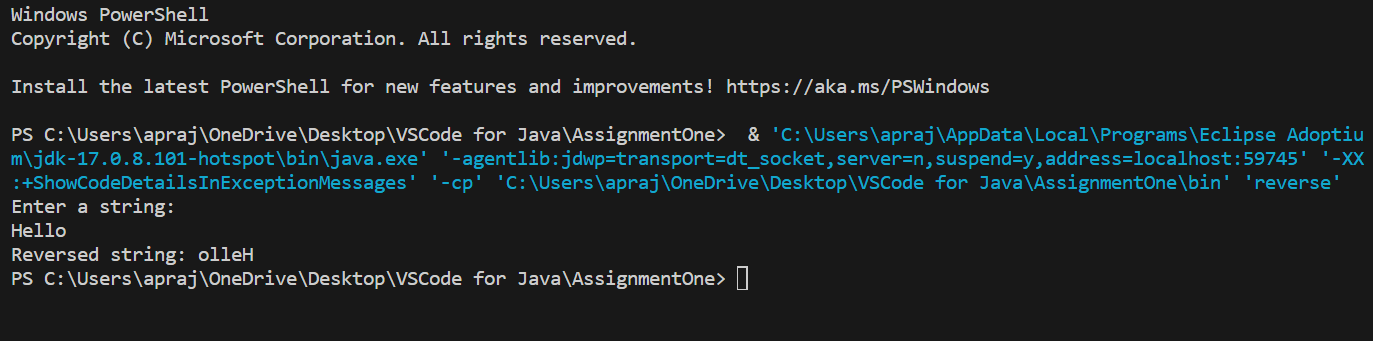 Windows PowerShell
Copyright (C) Microsoft Corporation. All rights reserved.
Install the latest PowerShell for new features and improvements! https://aka.ms/PSWindows
PS C:\Users\apraj\OneDrive\Desktop\VSCode for Java\AssignmentOne>  & 'C:\Users\apraj\AppData\Local\Programs\Eclipse Adoptiu
m\jdk-17.0.8.101-hotspot\bin\java.exe' '-agentlib:jdwp=transport=dt_socket,server=n,suspend=y,address=localhost:59745' '-XX
:+ShowCodeDetailsInExceptionMessages' '-cp' 'C:\Users\apraj\OneDrive\Desktop\VSCode for Java\AssignmentOne\bin' 'reverse'
Enter a string:
Hello
Reversed string: olleH
PS C:\Users\apraj\OneDrive\Desktop\VSCode for Java\AssignmentOne>